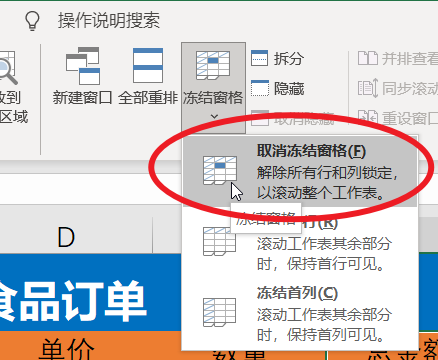 操作说明搜索
收到
区域
新建窗口
全部重排
冻结窗格
拆分
隐藏
取消隐藏
并排查看
同步滚动
重设窗口
取消冻结窗格(F)
解除所有行和列锁定，
以滚动整个工作表。
冻结窗格
行(R)
滚动工作表其余部分
时，保持首行可见。
冻结首列(C)
滚动工作表其余部分
时，保持首列可见。
D
食品订单
单价
数量
总金额